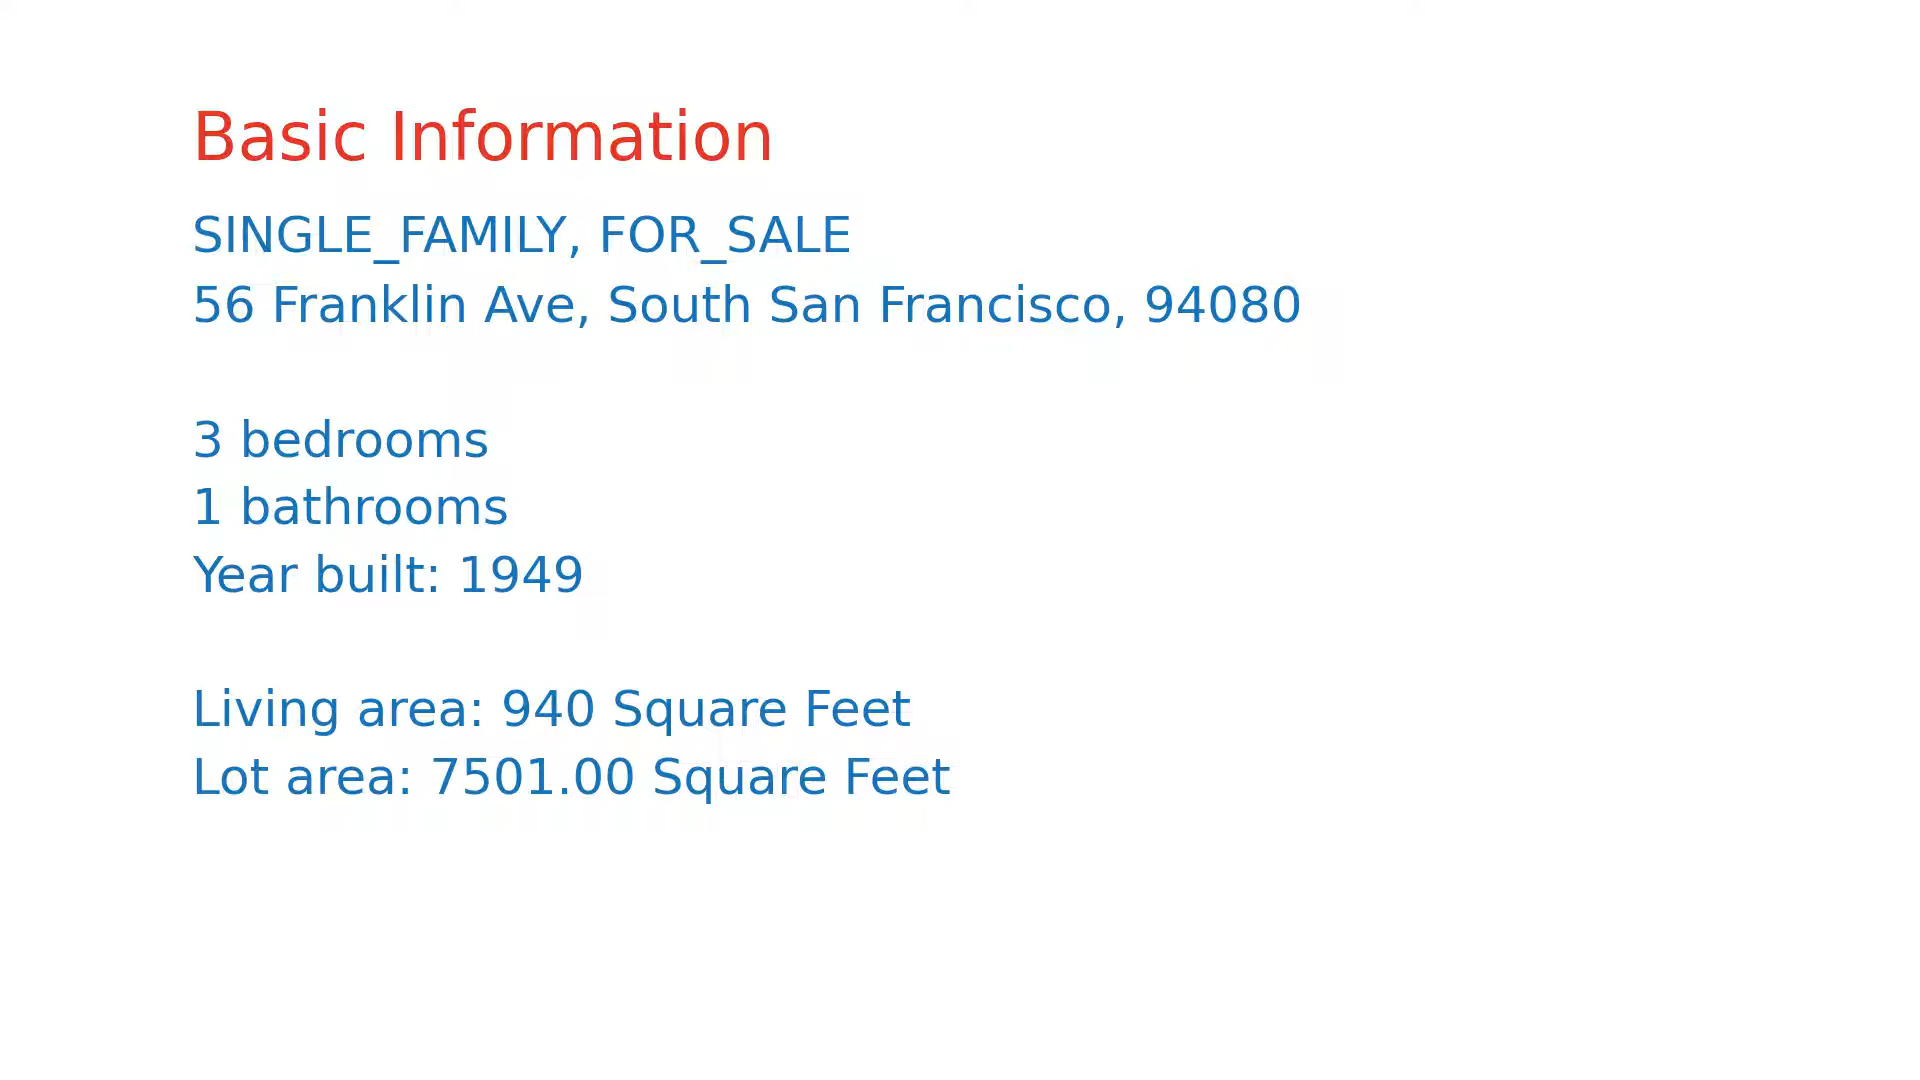 Basic Information
SINGLE_FAMILY, FOR_SALE
56 Franklin Ave, South San Francisco, 94080
3 bedrooms
1 bathrooms
Year built: 1949
Living area: 940 Square Feet
Lot area: 7501.00 Square Feet